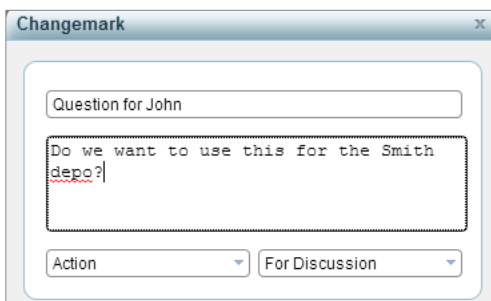 Changemark
Question for John
Do we want to use this for the Smith
depo?
Action
For Discussion